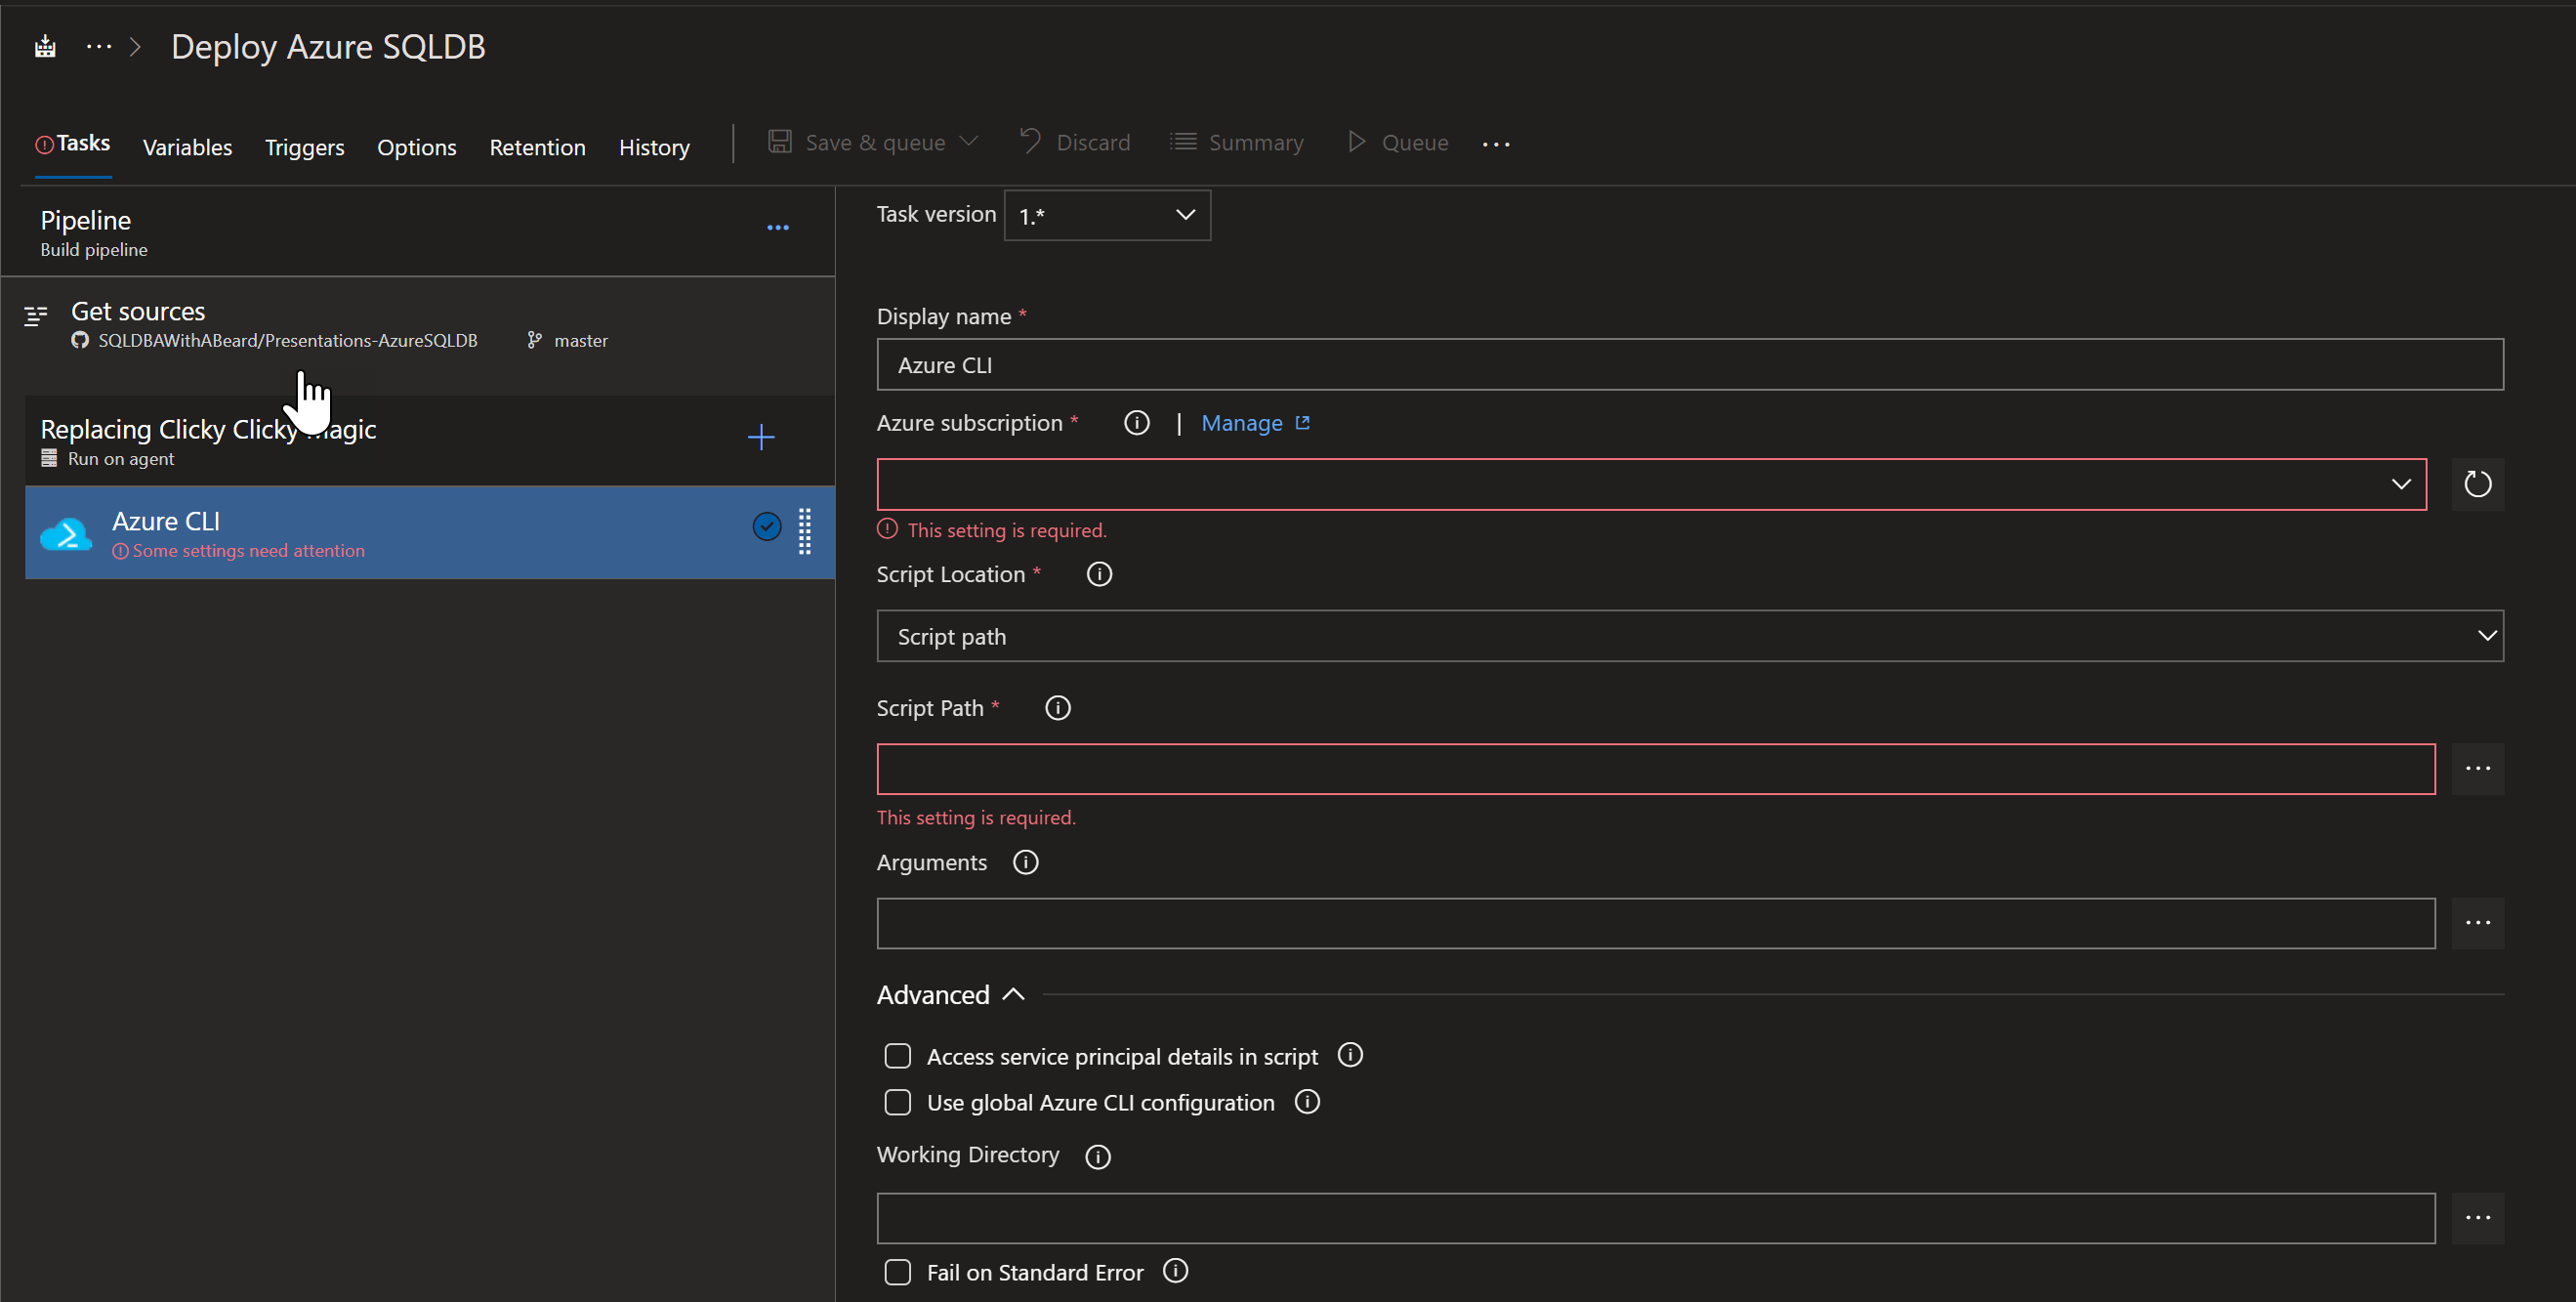 Deploy Azure SQLDB
Tasks Variables Triggers Options Retention History Save & queue Discard Summary Queue
Pipeline
Build pipeline
Get sources
SQLDBAWithABeard/Presentations-AzureSQLDB master
Replacing Clicky Clicky Magic
Run on agent
Azure CLI
Some settings need attention
Task version 1.*
Display name *
Azure CLI
Azure subscription * | Manage
This setting is required.
Script Location *
Script path
Script Path *
This setting is required.
Arguments
Advanced
Access service principal details in script
Use global Azure CLI configuration
Working Directory
Fail on Standard Error